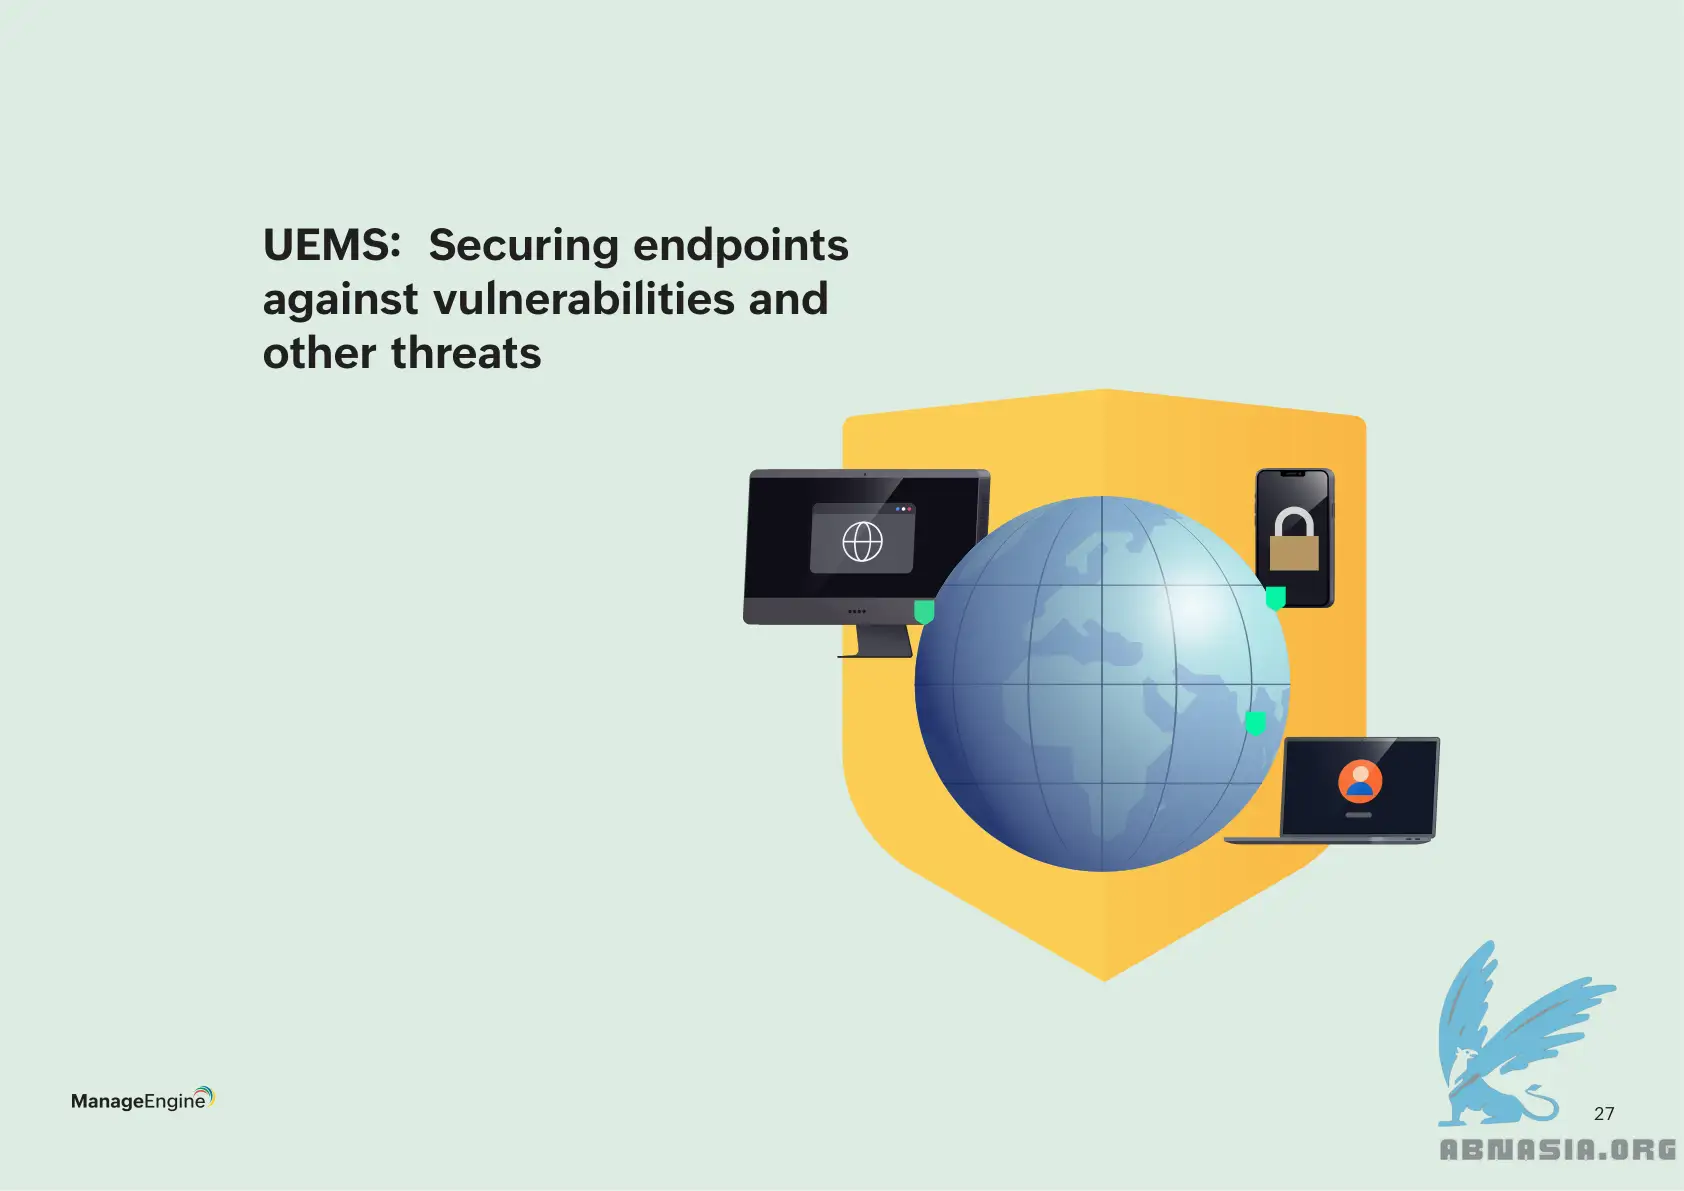 UEMS:  Securing endpoints
against vulnerabilities and
other threats
ManageEngine
27
ABNASIA.ORG